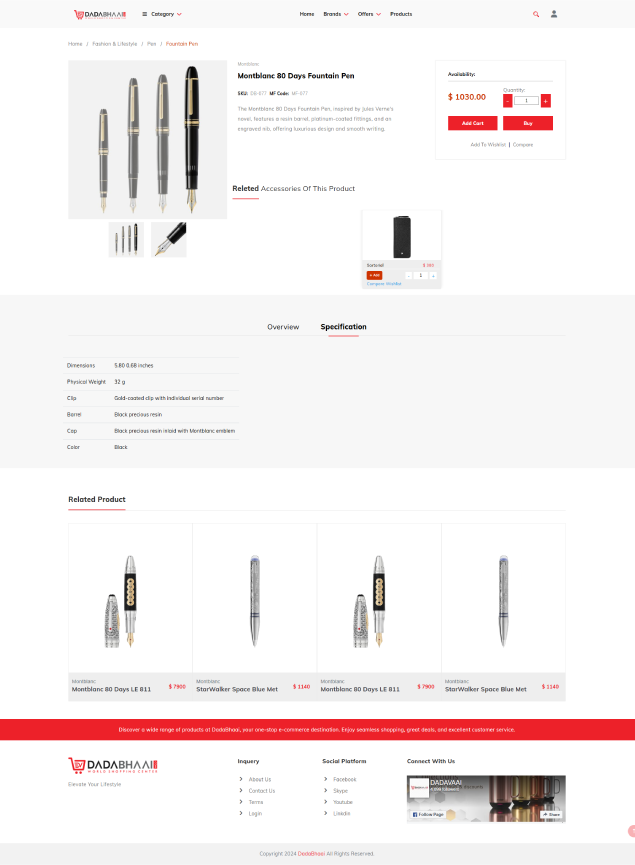 DADABHAAI
Category
Home Brands Offers Products
Home / Fashion & Lifestyle / Pen / Fountain Pen
Montblanc
Montblanc 80 Days Fountain Pen
SKU: DB-877 MF Code: MF-877
The Montblanc 80 Days Fountain Pen, inspired by Jules Verne's
novel, features a resin barrel, platinum-coated fittings, and an
engraved nib, offering luxurious design and smooth writing.
Availability:
$ 1030.00
Quantity:
- 1 +
Add Cart Buy
Add To Wishlist | Compare
Releted Accessories Of This Product
Sartorial
+ Add - 1 +
Compare Wishlist
Overview Specification
Dimensions 5.80 0.68 inches
Physical Weight 32 g
Clip Gold-coated clip with individual serial number
Barrel Black precious resin
Cap Black precious resin inlaid with Montblanc emblem
Color Black
Related Product
Montblanc
Montblanc 80 Days LE 811 $ 7900
Montblanc
StarWalker Space Blue Met $ 1140
Montblanc
Montblanc 80 Days LE 811 $ 7900
Montblanc
StarWalker Space Blue Met $ 1140
Discover a wide range of products at DadaBhaai, your one-stop e-commerce destination. Enjoy seamless shopping, great deals, and excellent customer service.
DADABHAAI
WORLD SHOPPING CENTER
Elevate Your Lifestyle
Inquery
About Us
Contact Us
Terms
Login
Social Platform
Facebook
Skype
Youtube
Linkdin
Connect With Us
DADAVAAI
Follow Page
Share
Copyright 2024 DadaBhaai All Rights Reserved.